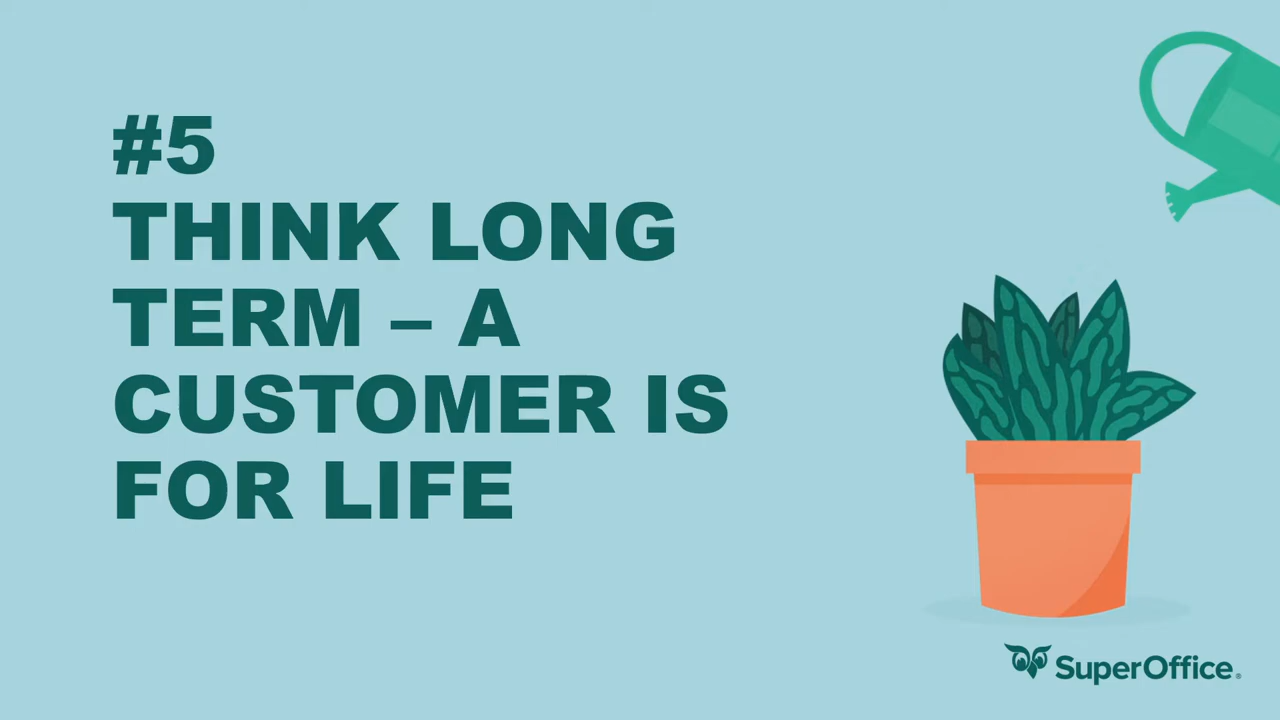 #5
THINK LONG
TERM – A
CUSTOMER IS
FOR LIFE
SuperOffice®